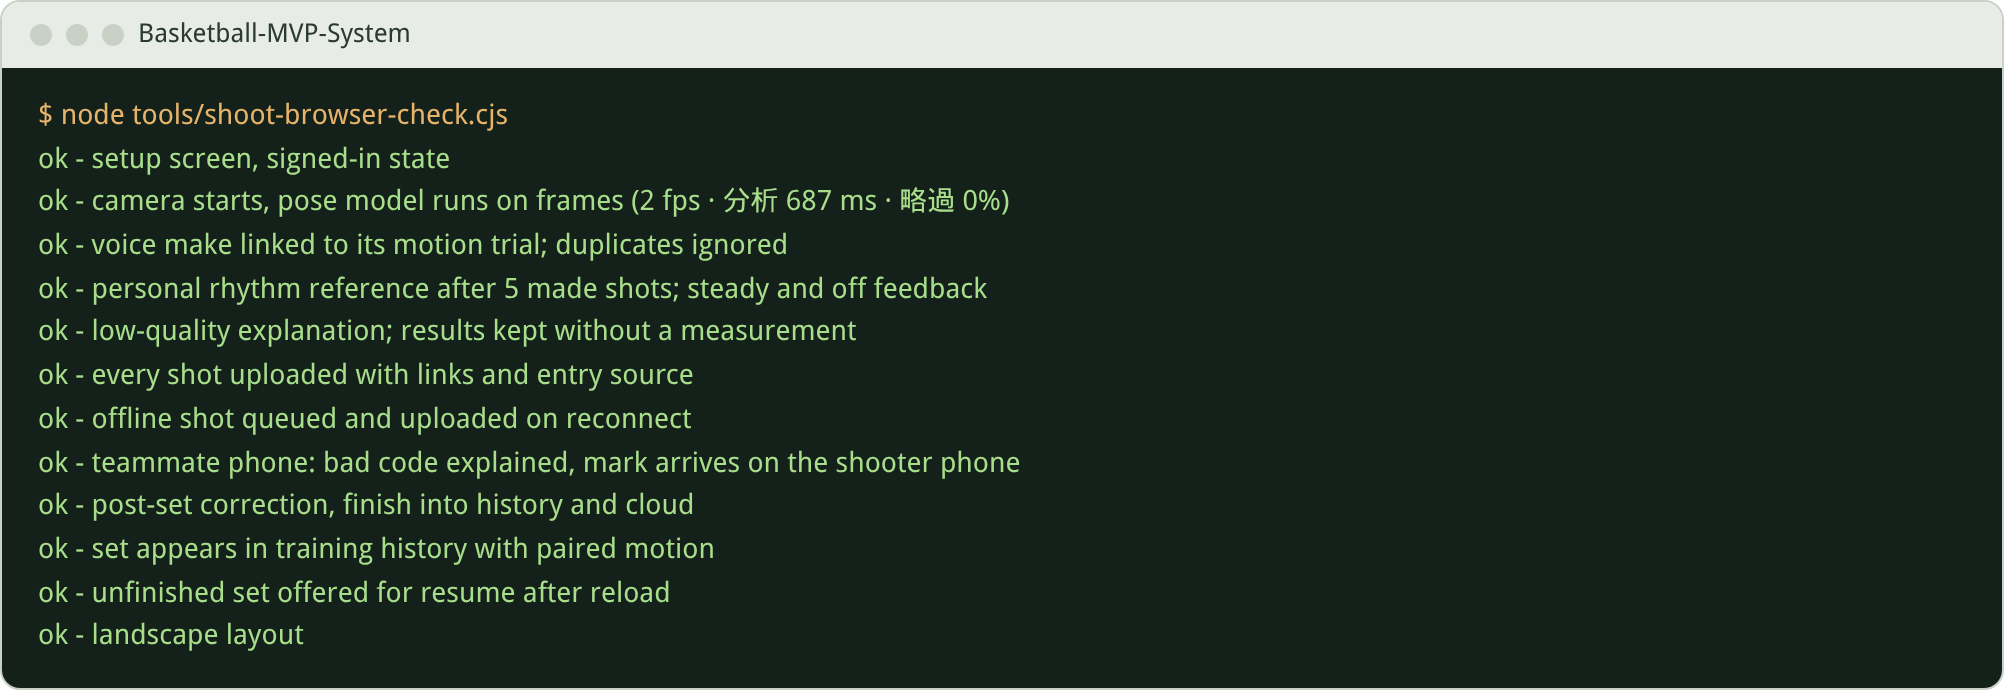 Basketball-MVP-System
$ node tools/shoot-browser-check.cjs
ok - setup screen, signed-in state
ok - camera starts, pose model runs on frames (2 fps · 分析 687 ms · 略過 0%)
ok - voice make linked to its motion trial; duplicates ignored
ok - personal rhythm reference after 5 made shots; steady and off feedback
ok - low-quality explanation; results kept without a measurement
ok - every shot uploaded with links and entry source
ok - offline shot queued and uploaded on reconnect
ok - teammate phone: bad code explained, mark arrives on the shooter phone
ok - post-set correction, finish into history and cloud
ok - set appears in training history with paired motion
ok - unfinished set offered for resume after reload
ok - landscape layout